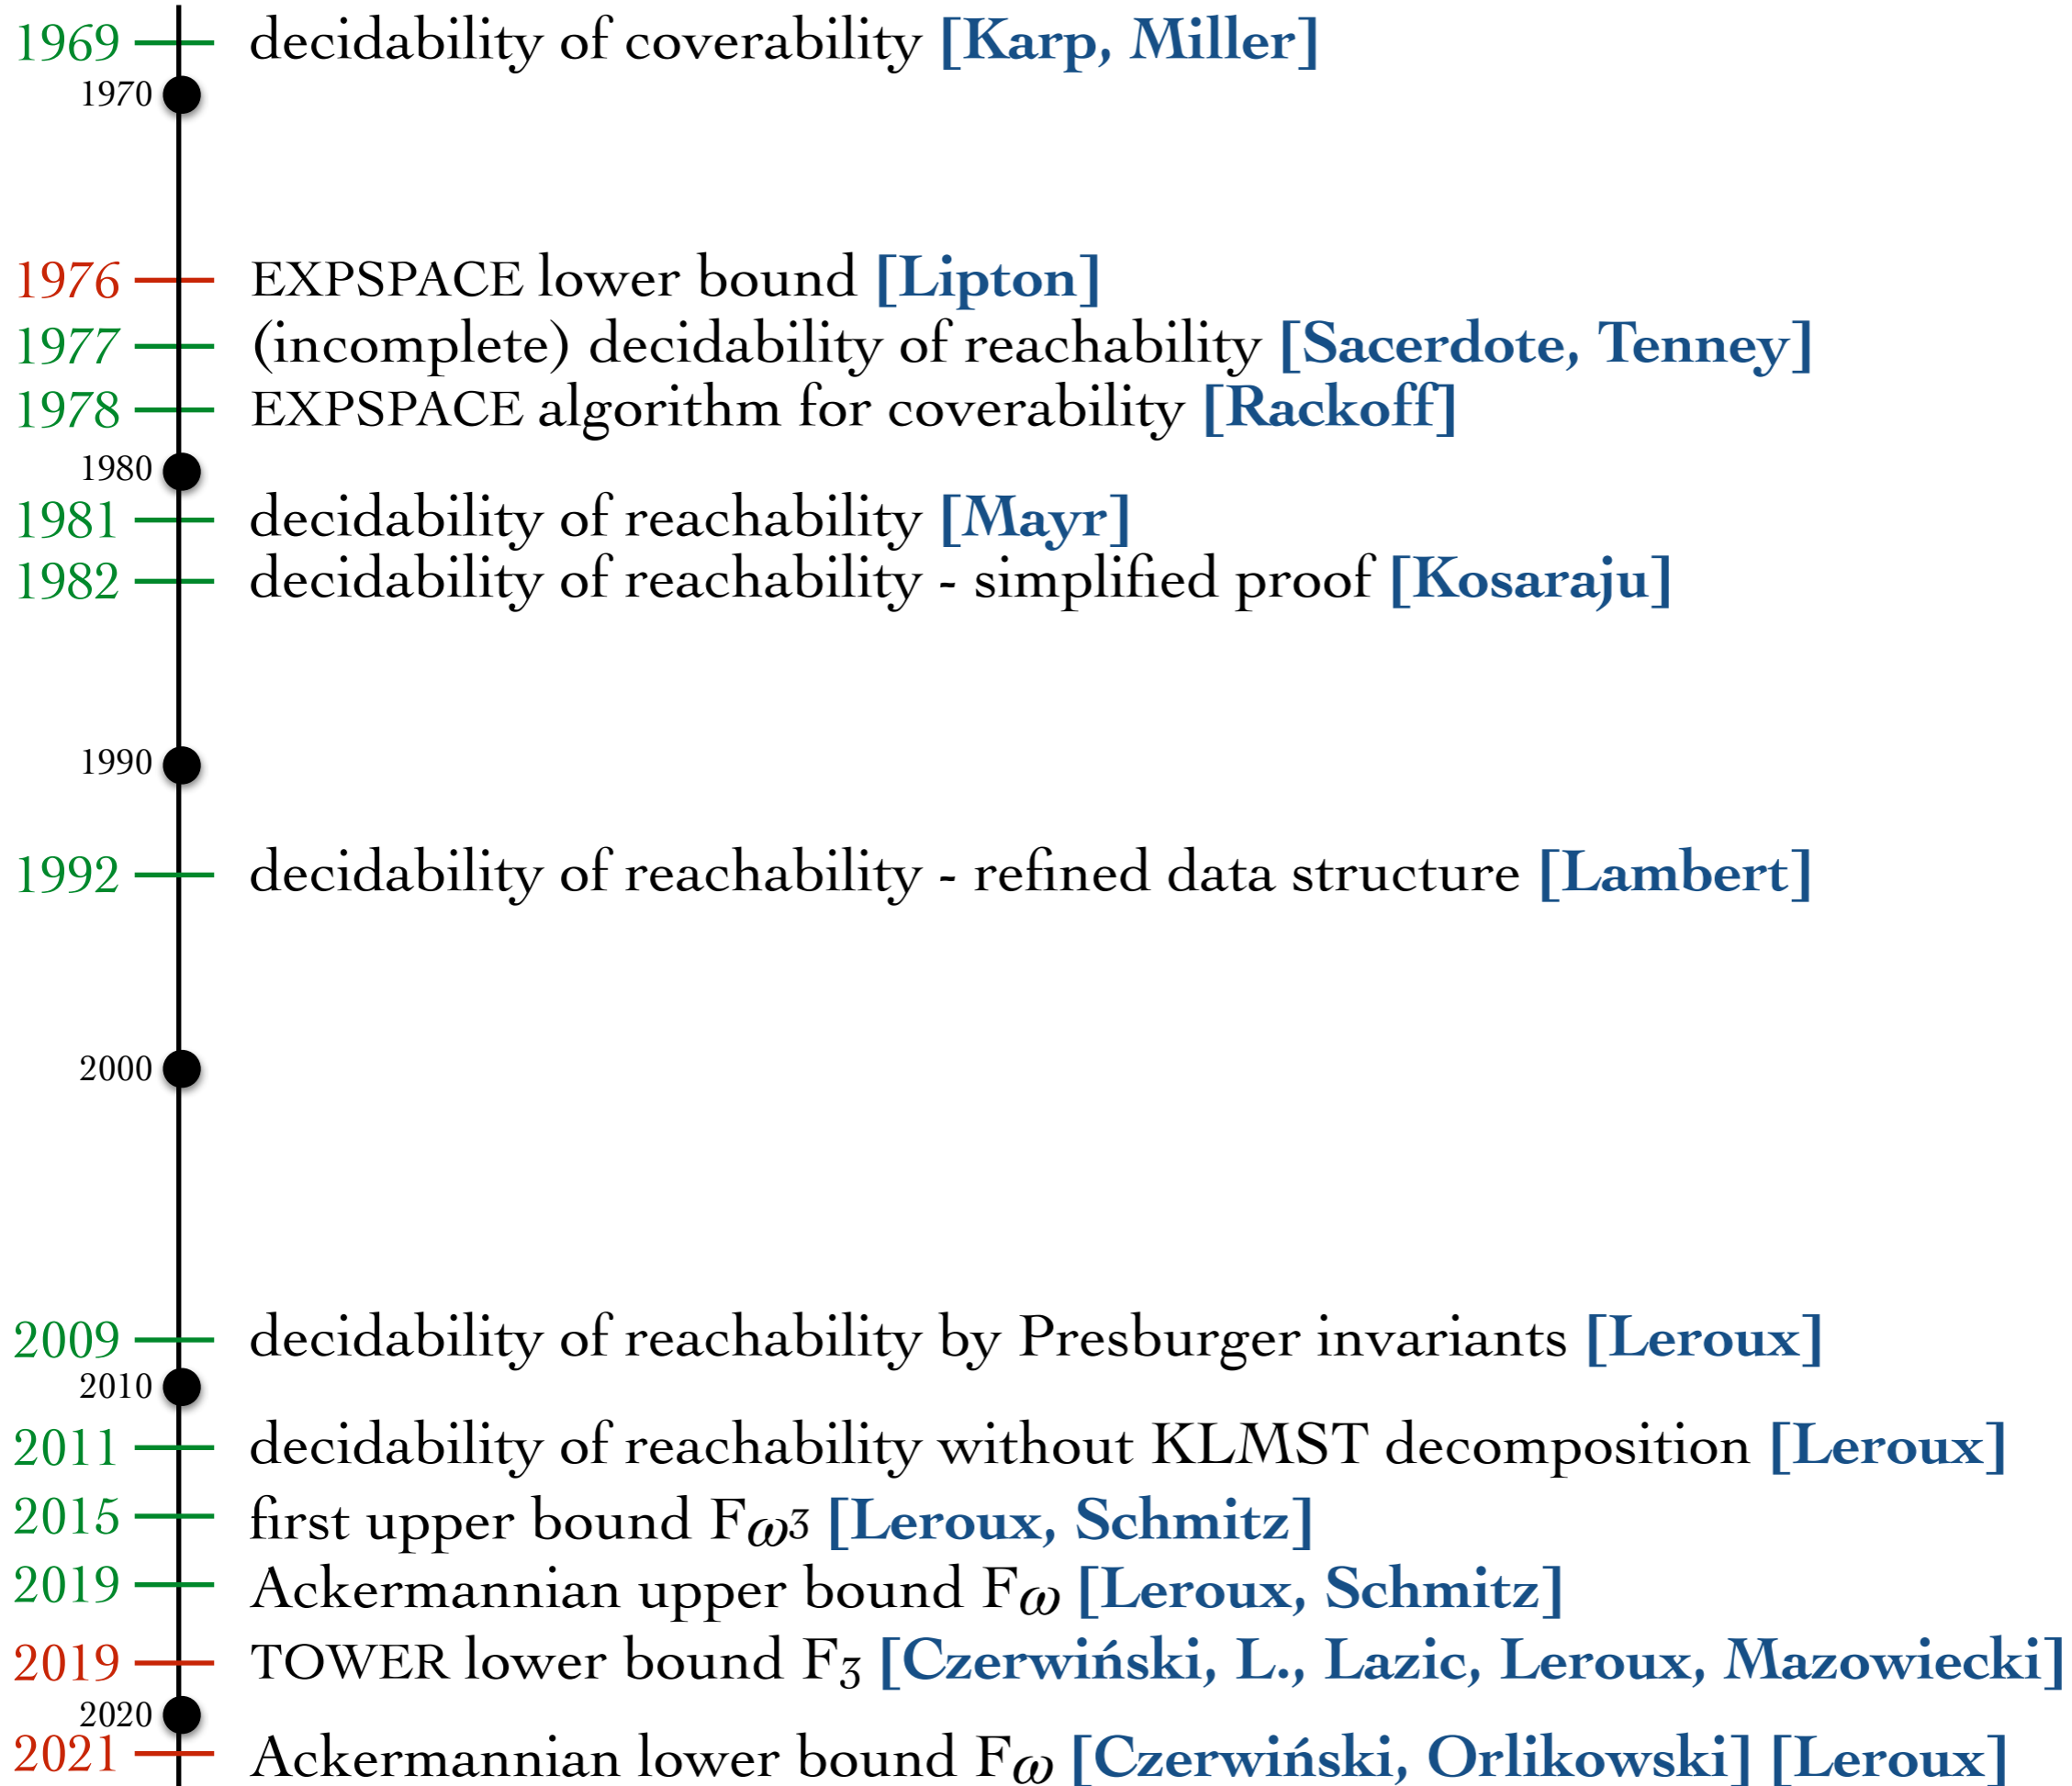 1969 decidability of coverability [Karp, Miller]
1970
1976 EXPSPACE lower bound [Lipton]
1977 (incomplete) decidability of reachability [Sacerdote, Tenney]
1978 EXPSPACE algorithm for coverability [Rackoff]
1980
1981 decidability of reachability [Mayr]
1982 decidability of reachability - simplified proof [Kosaraju]
1990
1992 decidability of reachability - refined data structure [Lambert]
2000
2009 decidability of reachability by Presburger invariants [Leroux]
2010
2011 decidability of reachability without KLMST decomposition [Leroux]
2015 first upper bound Fω³ [Leroux, Schmitz]
2019 Ackermannian upper bound Fω [Leroux, Schmitz]
2019 TOWER lower bound F₃ [Czerwiński, L., Lazic, Leroux, Mazowiecki]
2020
2021 Ackermannian lower bound Fω [Czerwiński, Orlikowski] [Leroux]